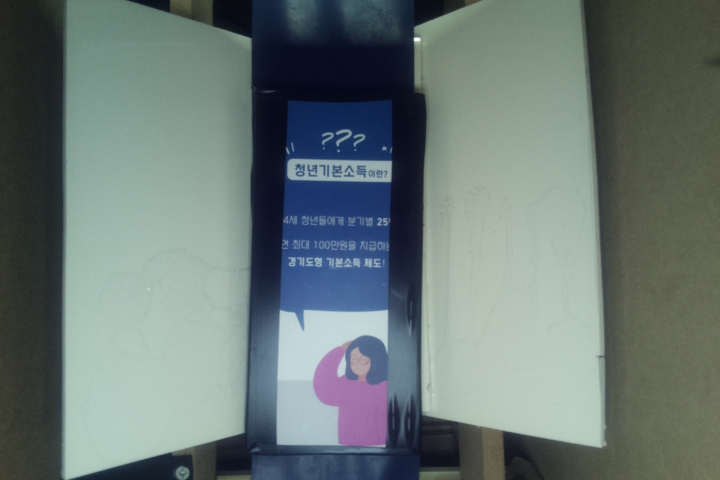 ???
청년기본소득이란?
4세 청년들에게 분기별 25
최대 100만원을 지급하는
경기도형 기본소득 제도!